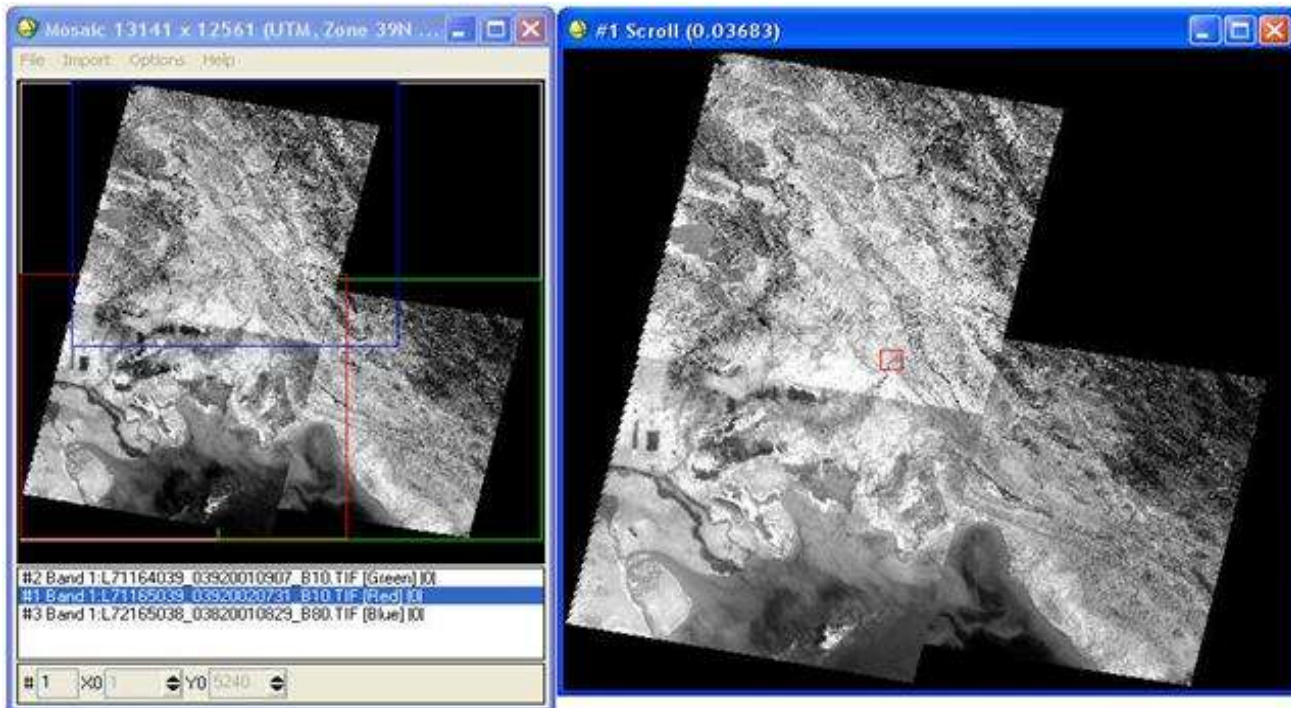 Mosaic 13141 x 12561 (UTM, Zone 39N ...
File Import Options Help
#2 Band 1:L71164039_03920010907_B10.TIF [Green] |0|
#1 Band 1:L71165039_03920020731_B10.TIF [Red] |0|
#3 Band 1:L72165038_03820010829_B80.TIF [Blue] |0|
# 1 X0 1 Y0 5240
#1 Scroll (0.03683)